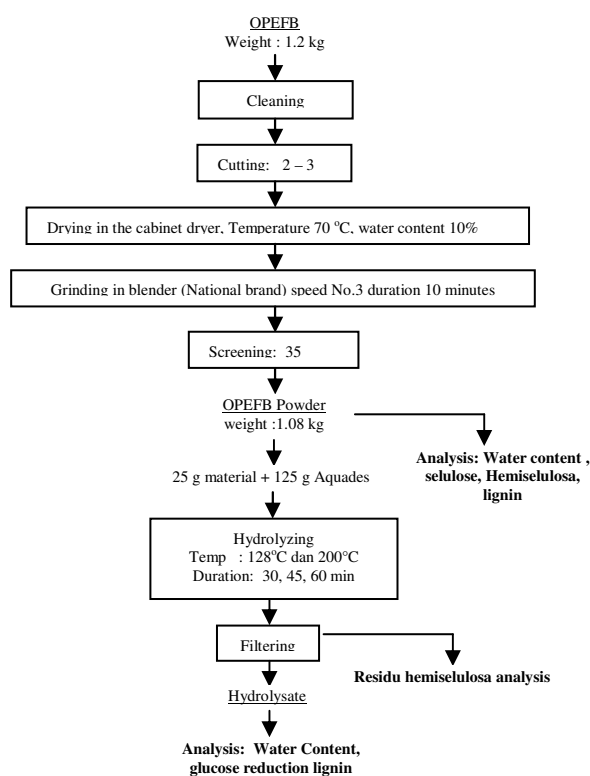 OPEFB
Weight : 1.2 kg
Cleaning
Cutting: 2 – 3
Drying in the cabinet dryer, Temperature 70 °C, water content 10%
Grinding in blender (National brand) speed No.3 duration 10 minutes
Screening: 35
OPEFB Powder
weight :1.08 kg
Analysis: Water content ,
selulose, Hemiselulosa,
lignin
25 g material + 125 g Aquades
Hydrolyzing
Temp : 128°C dan 200°C
Duration: 30, 45, 60 min
Filtering
Residu hemiselulosa analysis
Hydrolysate
Analysis: Water Content,
glucose reduction lignin